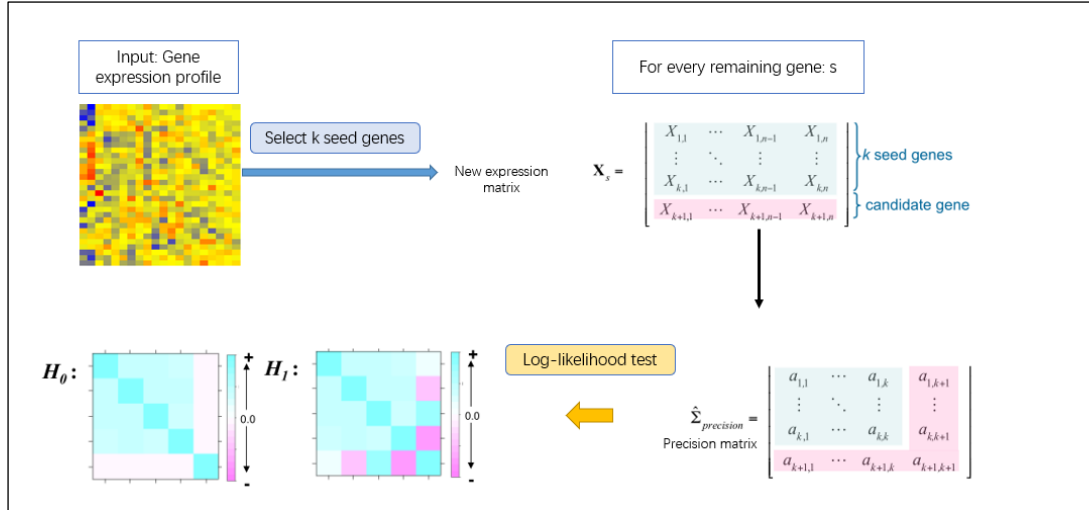 Input: Gene
expression profile
For every remaining gene: s
Select k seed genes
New expression
matrix
X_s =
X_{1,1} ⋯ X_{1,n-1} X_{1,n}
⋮ ⋱ ⋮ ⋮
X_{k,1} ⋯ X_{k,n-1} X_{k,n}
X_{k+1,1} ⋯ X_{k+1,n-1} X_{k+1,n}
k seed genes
candidate gene
H_0:
+
0.0
-
H_1:
+
0.0
-
Log-likelihood test
Σ̂_{precision} =
Precision matrix
a_{1,1} ⋯ a_{1,k} a_{1,k+1}
⋮ ⋱ ⋮ ⋮
a_{k,1} ⋯ a_{k,k} a_{k,k+1}
a_{k+1,1} ⋯ a_{k+1,k} a_{k+1,k+1}